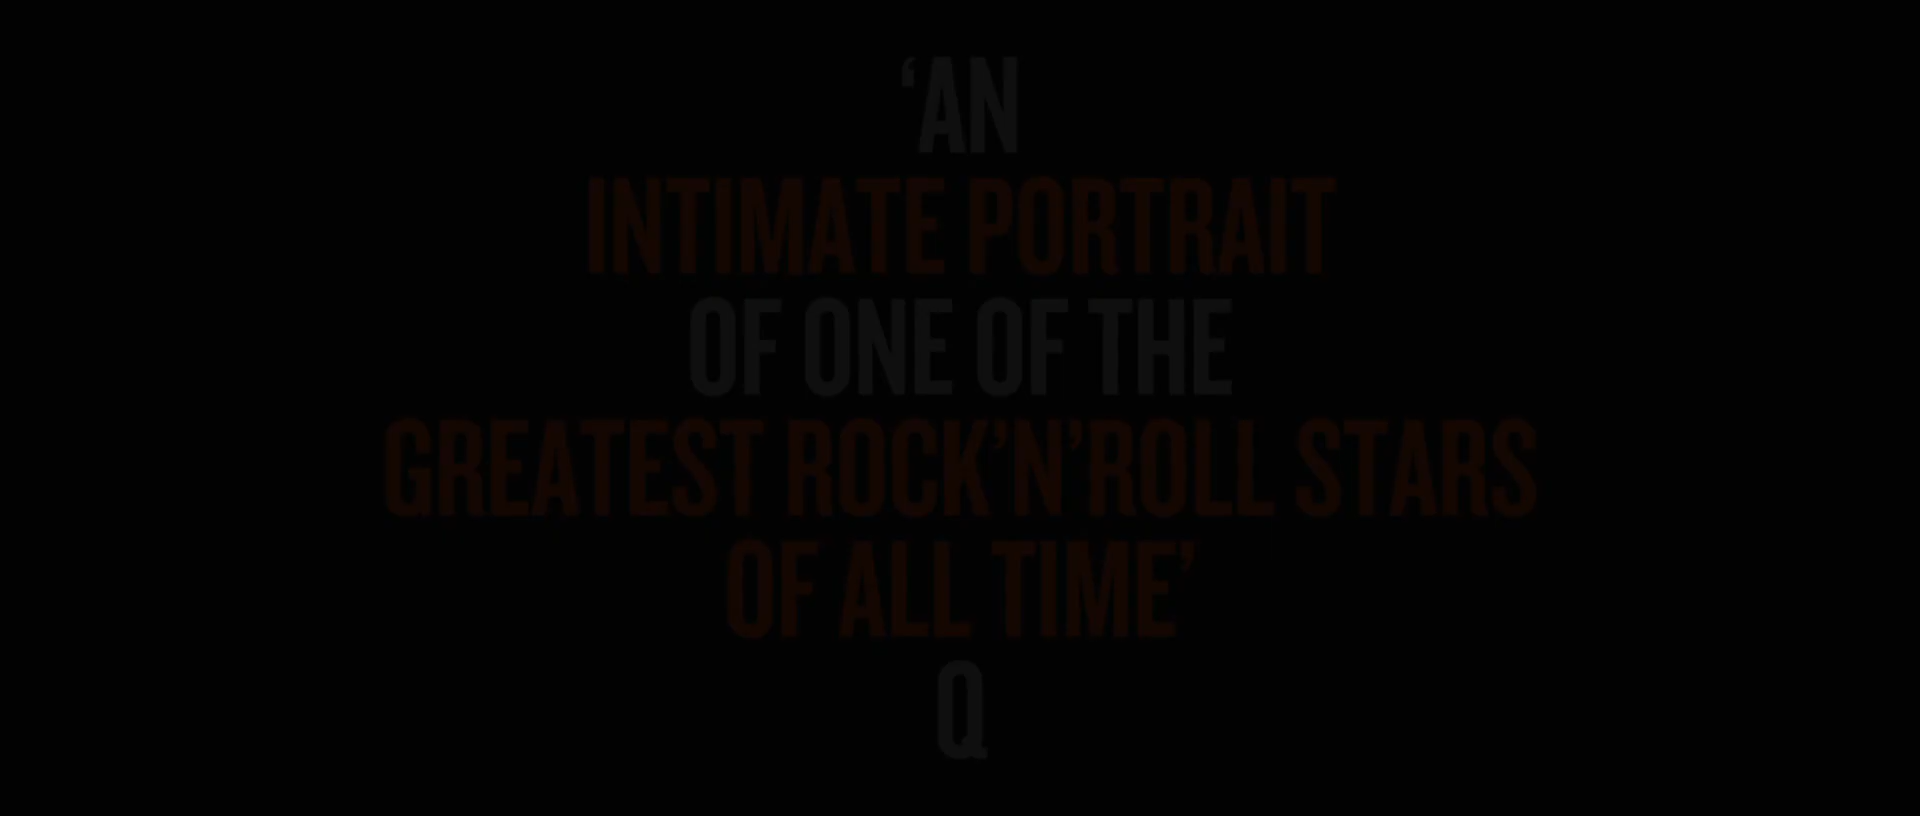 ‘AN
INTIMATE PORTRAIT
OF ONE OF THE
GREATEST ROCK’N’ROLL STARS
OF ALL TIME’
Q